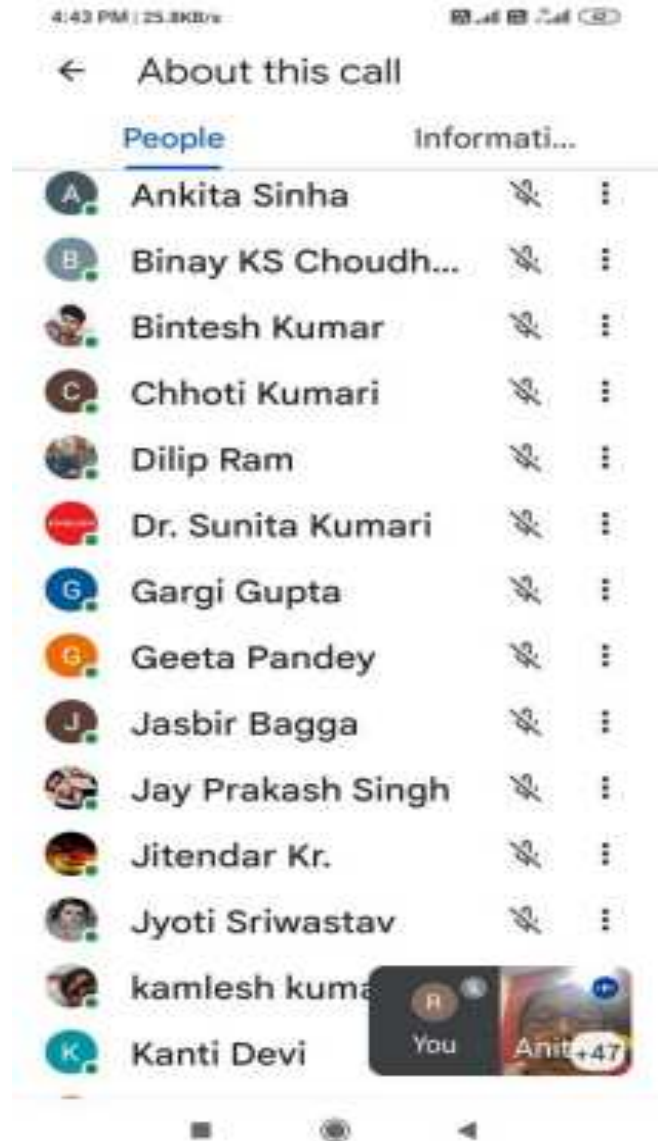 4:43 PM | 25.8KB/s
About this call
People Informati...
A Ankita Sinha
B Binay KS Choudh...
Bintesh Kumar
C Chhoti Kumari
Dilip Ram
Dr. Sunita Kumari
G Gargi Gupta
G Geeta Pandey
J Jasbir Bagga
Jay Prakash Singh
Jitendar Kr.
Jyoti Sriwastav
kamlesh kuma
R
K Kanti Devi
You Anit +47